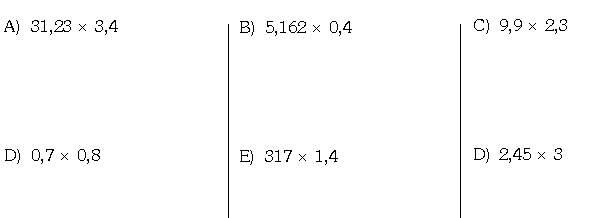 A) 31,23 × 3,4
B) 5,162 × 0,4
C) 9,9 × 2,3
D) 0,7 × 0,8
E) 317 × 1,4
D) 2,45 × 3